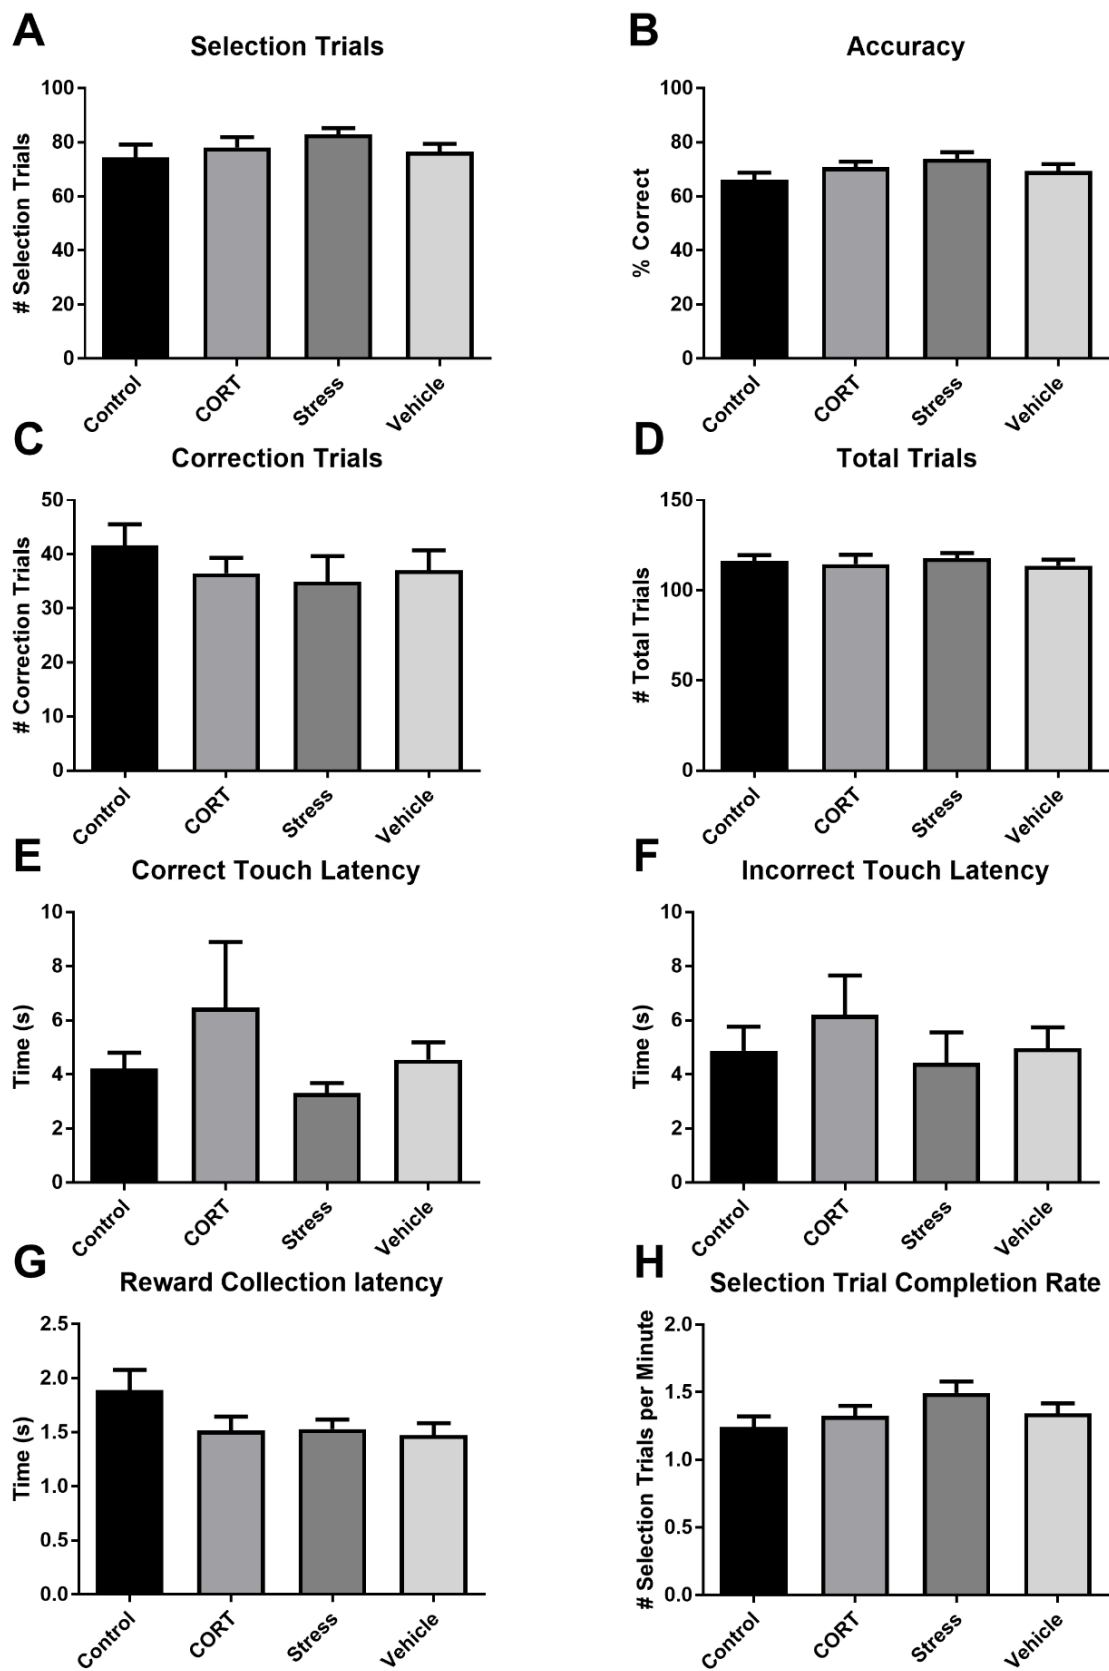 A
Selection Trials
# Selection Trials
100
80
60
40
20
0
Control
CORT
Stress
Vehicle
B
Accuracy
% Correct
100
80
60
40
20
0
Control
CORT
Stress
Vehicle
C
Correction Trials
# Correction Trials
50
40
30
20
10
0
Control
CORT
Stress
Vehicle
D
Total Trials
# Total Trials
150
100
50
0
Control
CORT
Stress
Vehicle
E
Correct Touch Latency
Time (s)
10
8
6
4
2
0
Control
CORT
Stress
Vehicle
F
Incorrect Touch Latency
Time (s)
10
8
6
4
2
0
Control
CORT
Stress
Vehicle
G
Reward Collection latency
Time (s)
2.5
2.0
1.5
1.0
0.5
0.0
Control
CORT
Stress
Vehicle
H
Selection Trial Completion Rate
# Selection Trials per Minute
2.0
1.5
1.0
0.5
0.0
Control
CORT
Stress
Vehicle